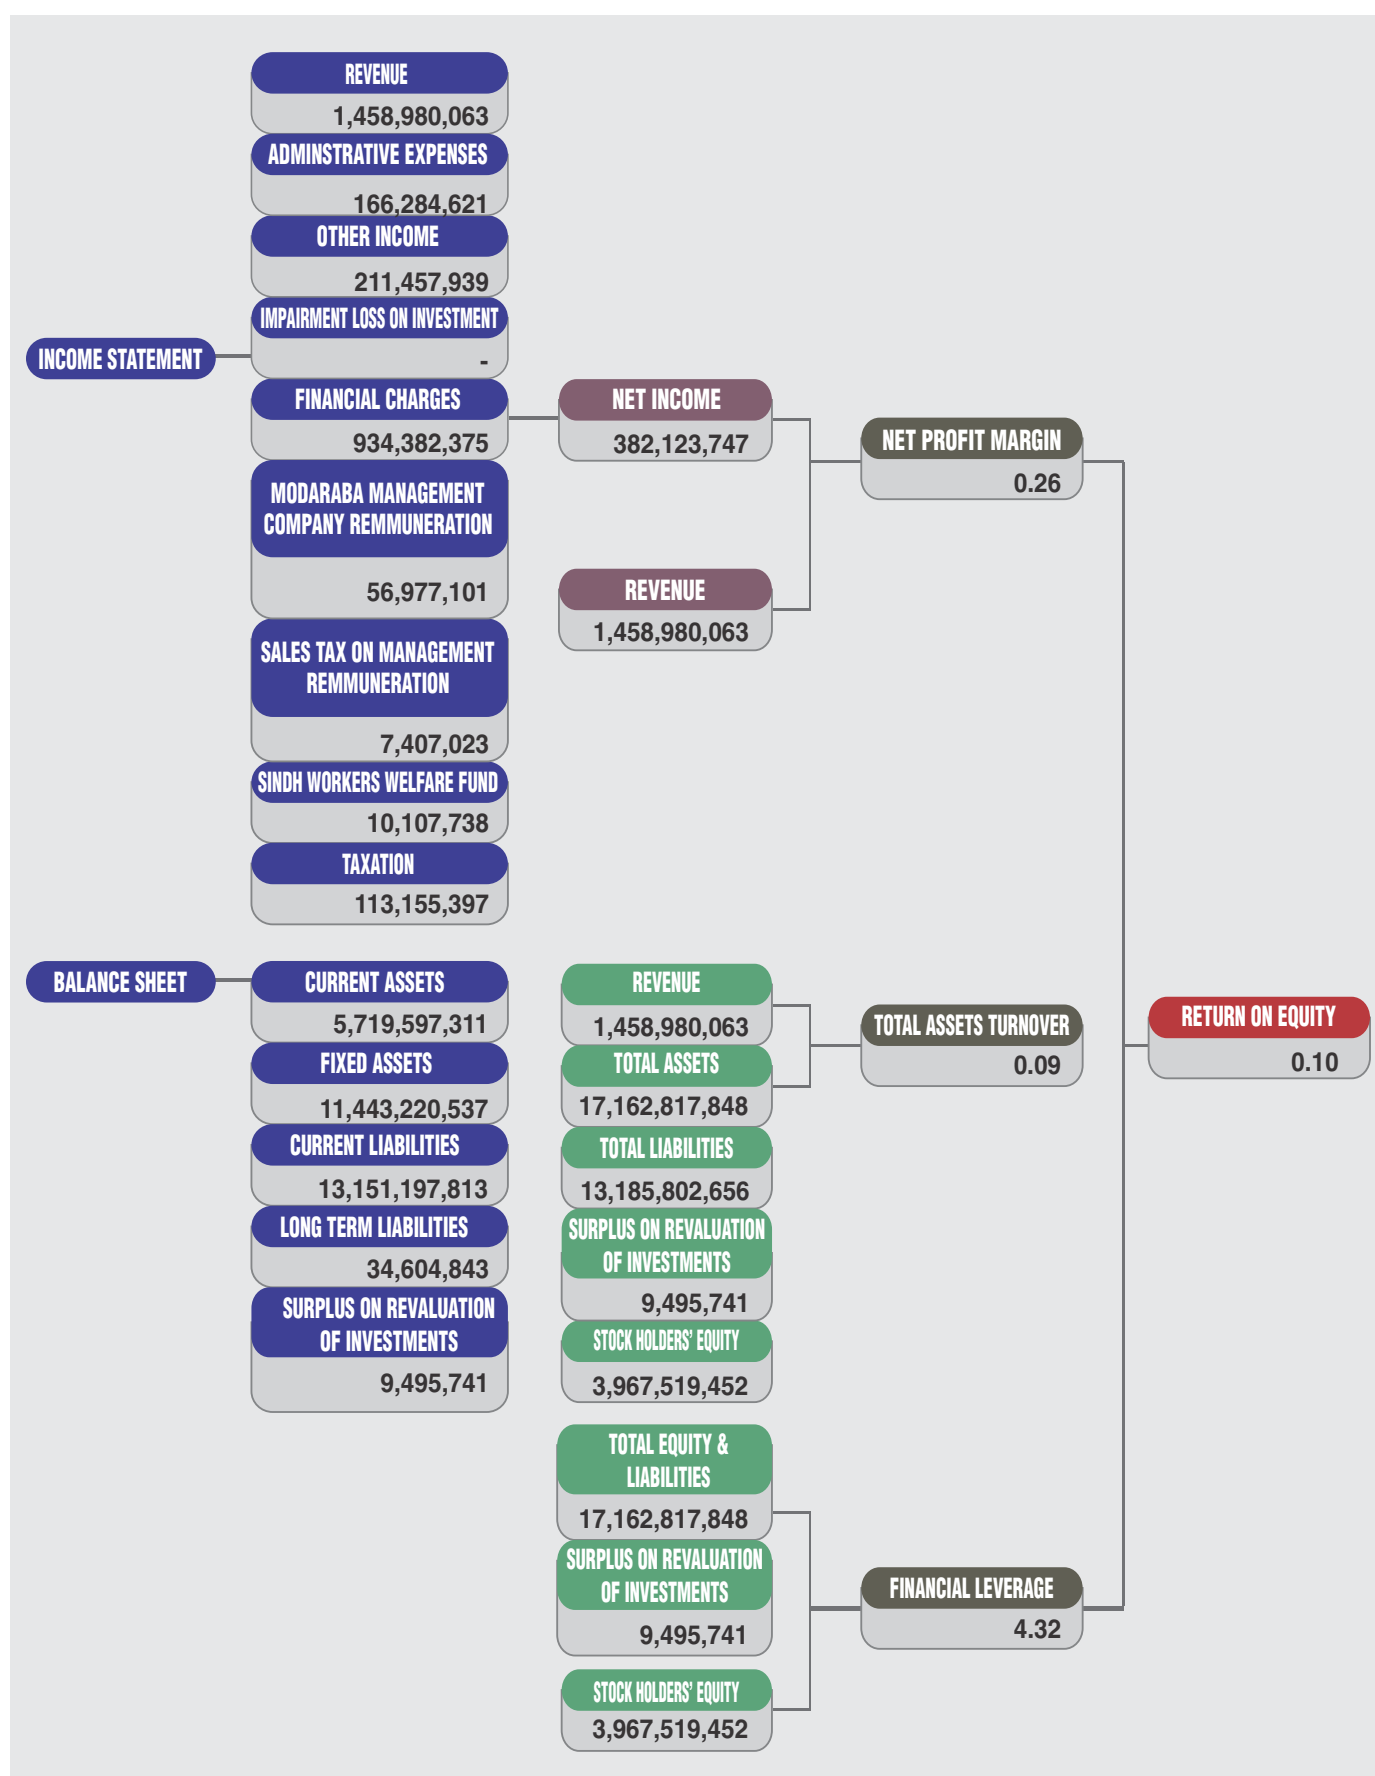 REVENUE
1,458,980,063
ADMINSTRATIVE EXPENSES
166,284,621
OTHER INCOME
211,457,939
IMPAIRMENT LOSS ON INVESTMENT
-
INCOME STATEMENT
FINANCIAL CHARGES
934,382,375
NET INCOME
382,123,747
NET PROFIT MARGIN
0.26
MODARABA MANAGEMENT
COMPANY REMMUNERATION
56,977,101
REVENUE
1,458,980,063
SALES TAX ON MANAGEMENT
REMMUNERATION
7,407,023
SINDH WORKERS WELFARE FUND
10,107,738
TAXATION
113,155,397
BALANCE SHEET
CURRENT ASSETS
5,719,597,311
FIXED ASSETS
11,443,220,537
CURRENT LIABILITIES
13,151,197,813
LONG TERM LIABILITIES
34,604,843
SURPLUS ON REVALUATION
OF INVESTMENTS
9,495,741
REVENUE
1,458,980,063
TOTAL ASSETS
17,162,817,848
TOTAL LIABILITIES
13,185,802,656
SURPLUS ON REVALUATION
OF INVESTMENTS
9,495,741
STOCK HOLDERS' EQUITY
3,967,519,452
TOTAL ASSETS TURNOVER
0.09
RETURN ON EQUITY
0.10
TOTAL EQUITY &
LIABILITIES
17,162,817,848
SURPLUS ON REVALUATION
OF INVESTMENTS
9,495,741
STOCK HOLDERS' EQUITY
3,967,519,452
FINANCIAL LEVERAGE
4.32